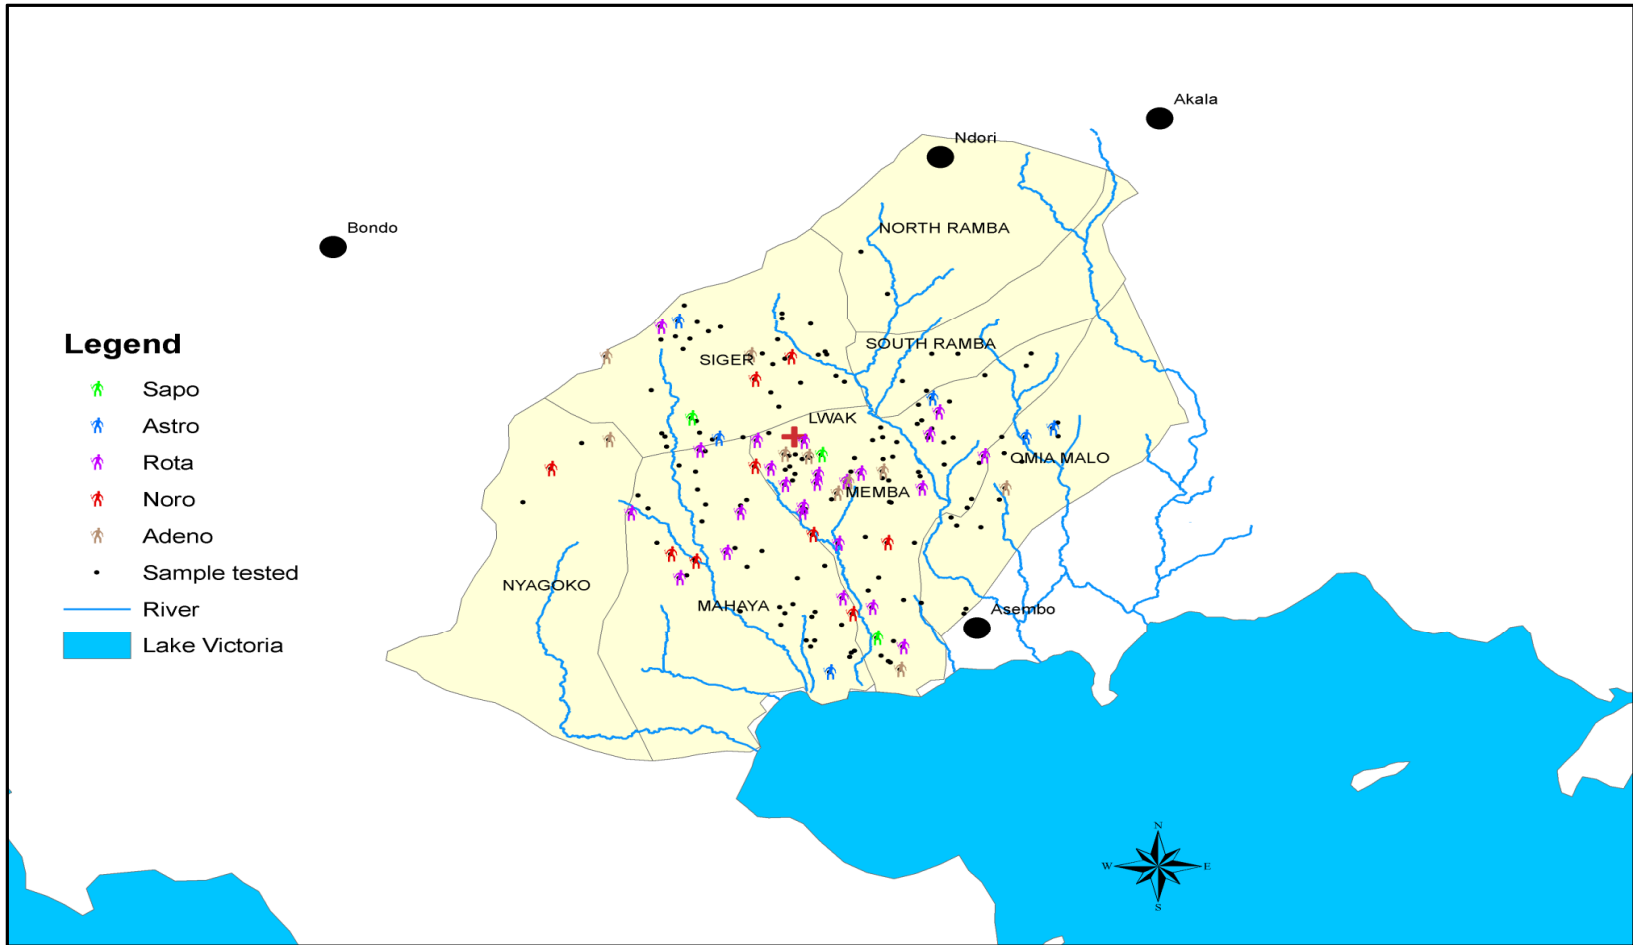 Akala
Ndori
Bondo
NORTH RAMBA
SOUTH RAMBA
SIGER
LWAK
OMIA MALO
MEMBA
NYAGOKO
MAHAYA
Asembo
Legend
Sapo
Astro
Rota
Noro
Adeno
Sample tested
River
Lake Victoria
N
W
E
S